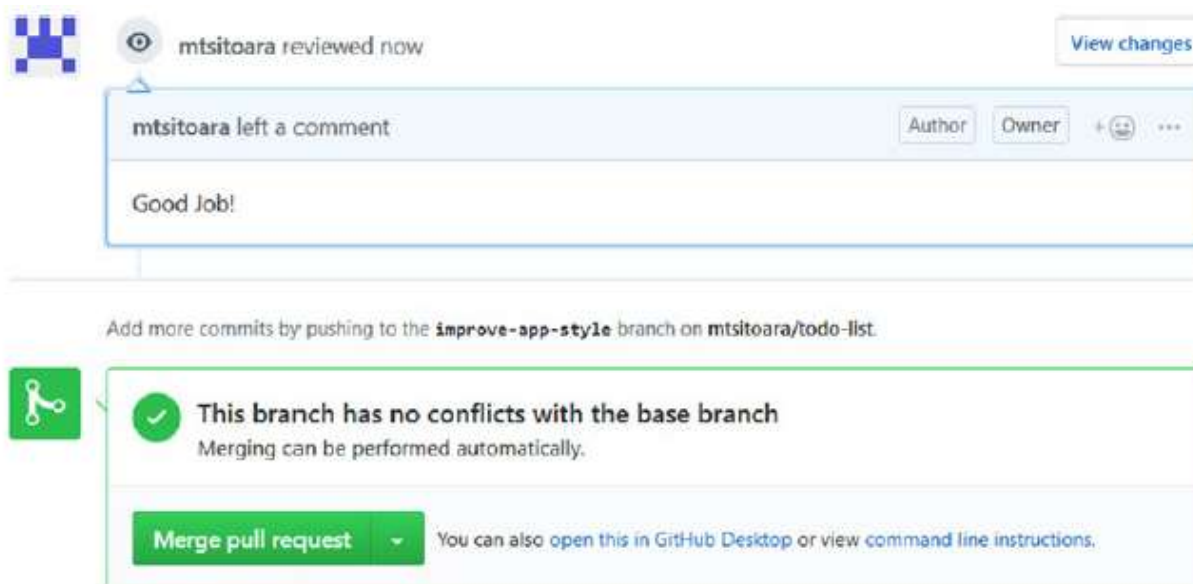 mtsitoara reviewed now
View changes
mtsitoara left a comment
Author Owner
Good Job!
Add more commits by pushing to the improve-app-style branch on mtsitoara/todo-list.
This branch has no conflicts with the base branch
Merging can be performed automatically.
Merge pull request
You can also open this in GitHub Desktop or view command line instructions.